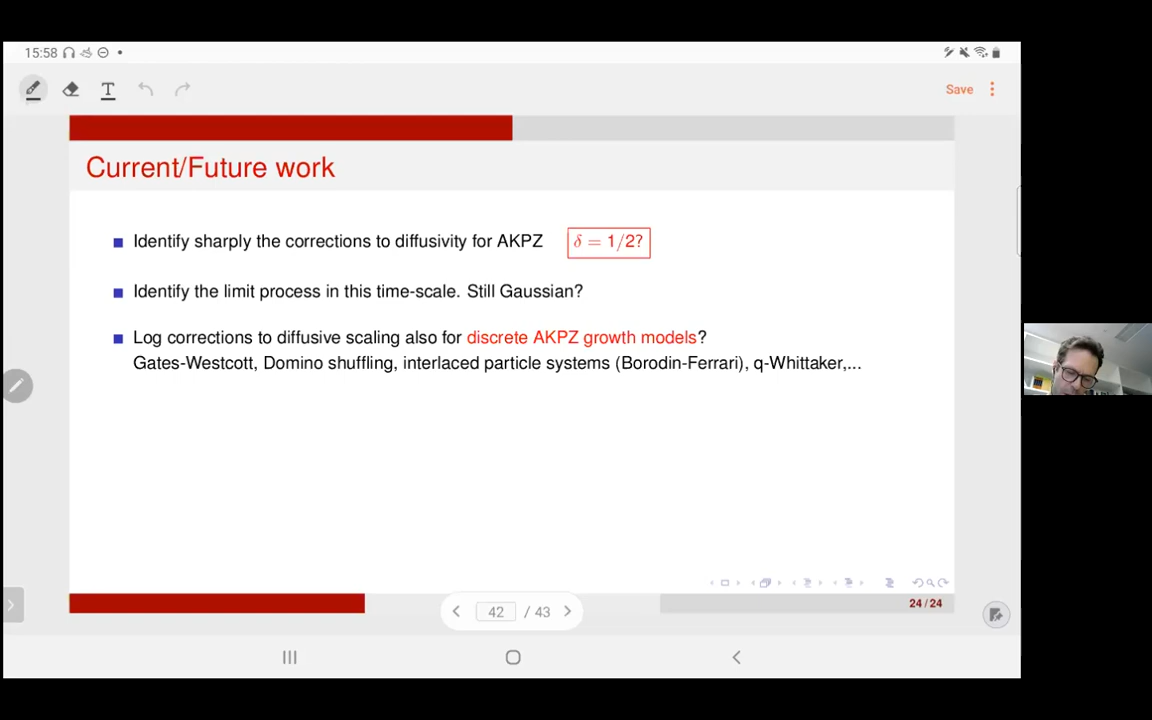 15:58
T
Save
Current/Future work
Identify sharply the corrections to diffusivity for AKPZ δ = 1/2?
Identify the limit process in this time-scale. Still Gaussian?
Log corrections to diffusive scaling also for discrete AKPZ growth models?
Gates-Westcott, Domino shuffling, interlaced particle systems (Borodin-Ferrari), q-Whittaker,...
24/24
42 / 43